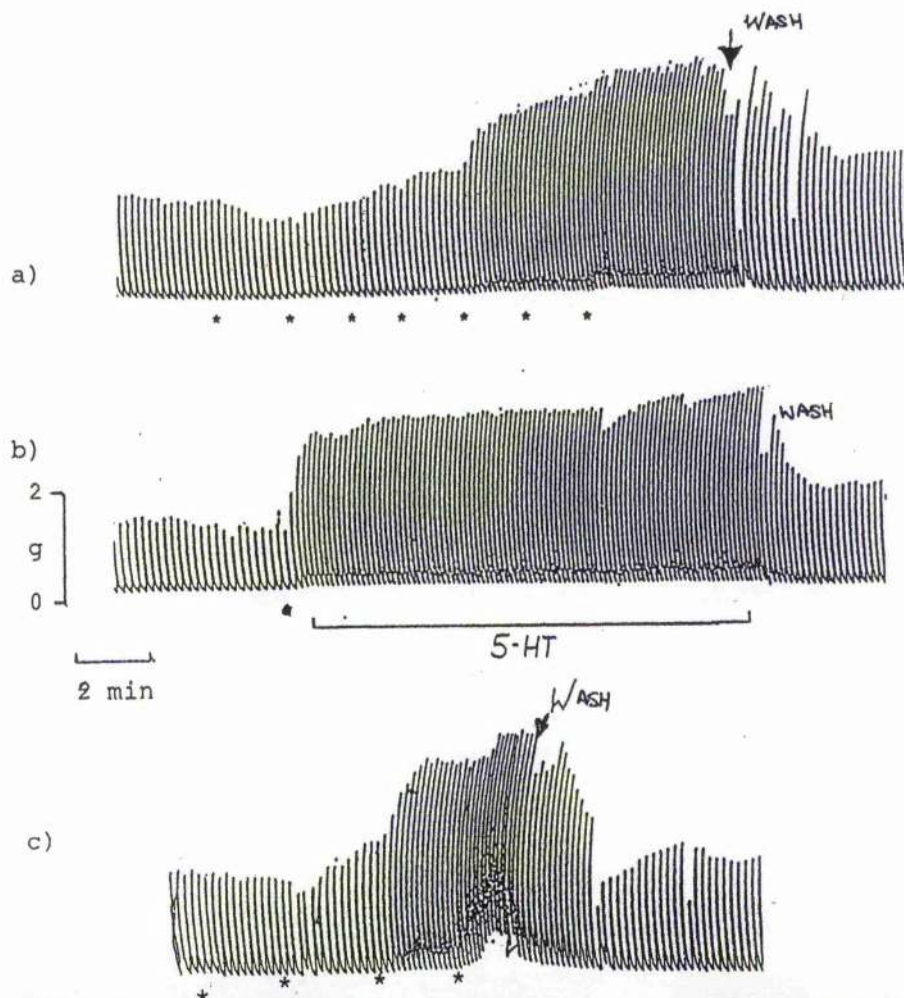 WASH
a)
* * * * * * *
b)
WASH
2
g
0
*
5-HT
2 min
WASH
c)
* * * *